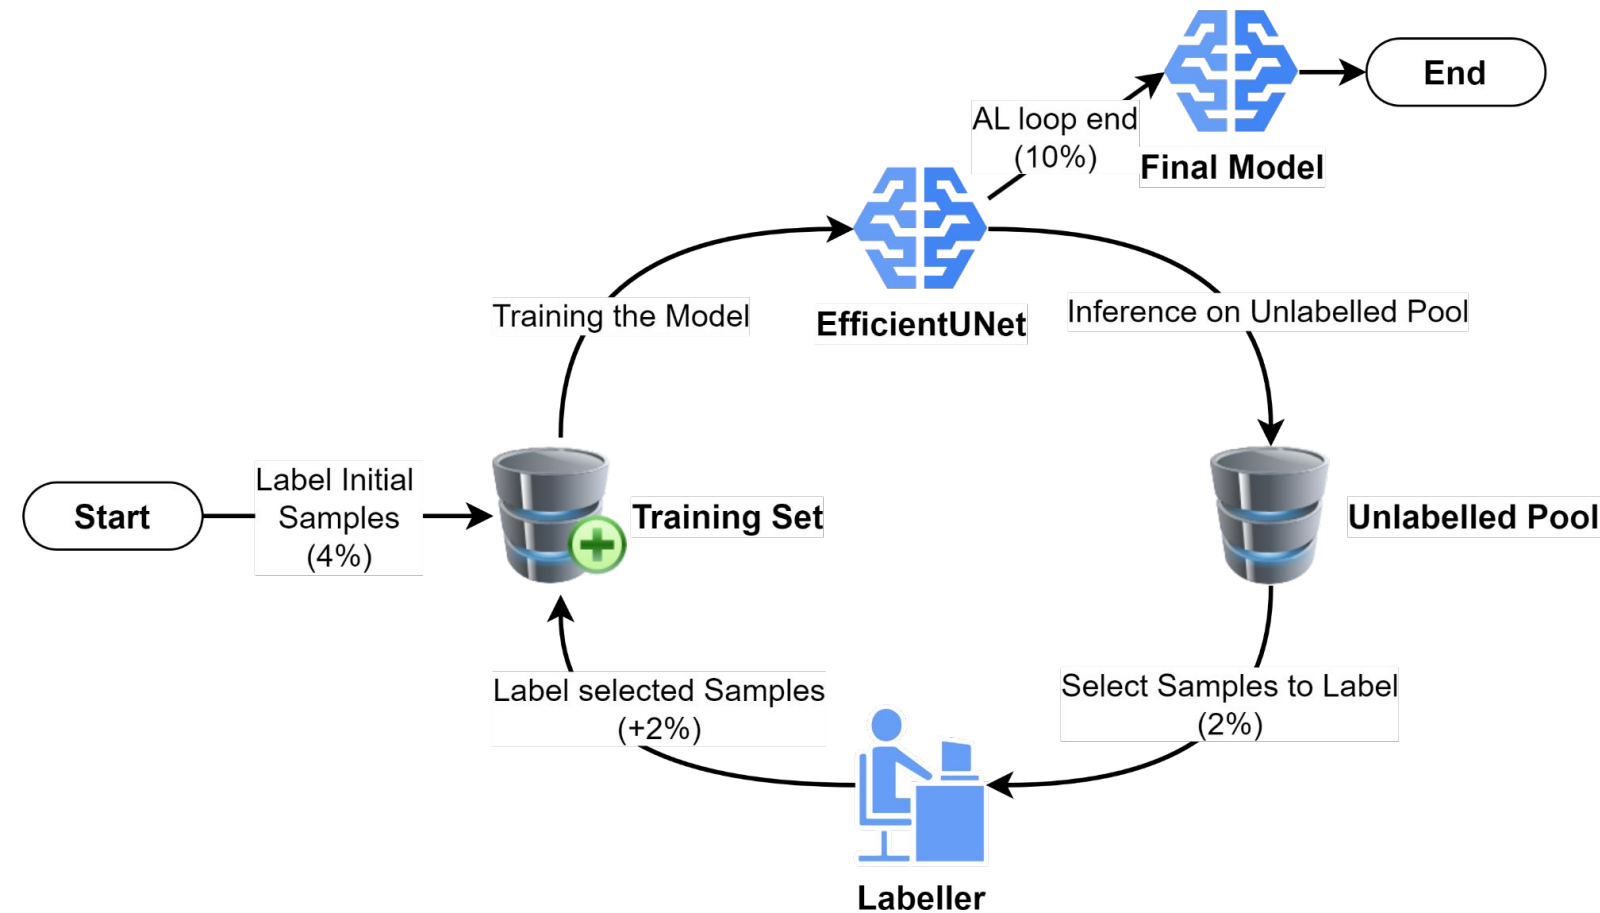 End
AL loop end
(10%)
Final Model
Training the Model
EfficientUNet
Inference on Unlabelled Pool
Start
Label Initial
Samples
(4%)
Training Set
Unlabelled Pool
Label selected Samples
(+2%)
Select Samples to Label
(2%)
Labeller